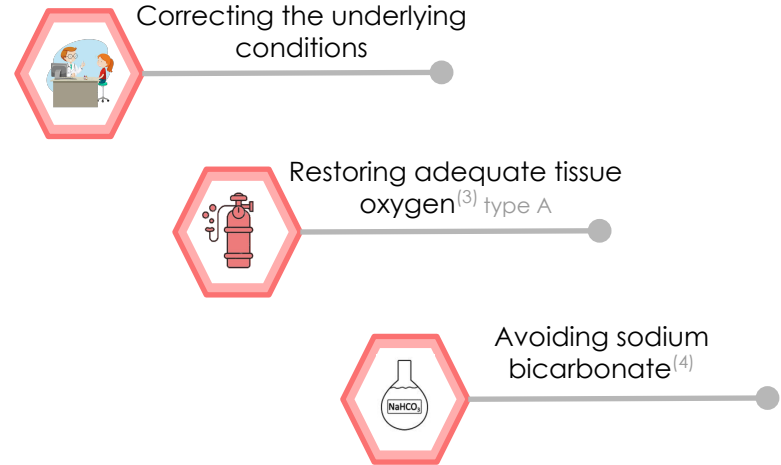 Correcting the underlying
conditions
Restoring adequate tissue
oxygen⁽³⁾ type A
Avoiding sodium
bicarbonate⁽⁴⁾
NaHCO₃